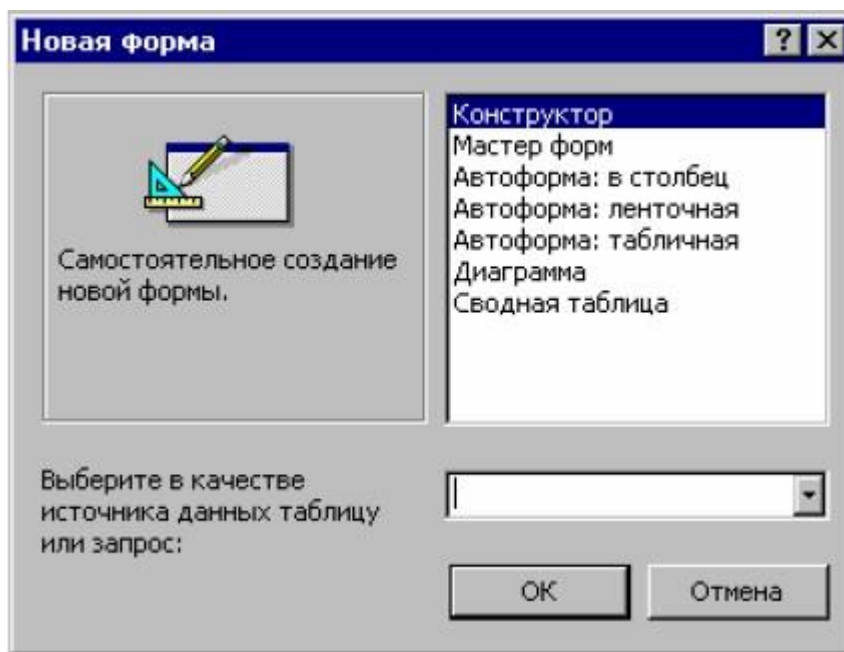 Новая форма
Самостоятельное создание
новой формы.
Конструктор
Мастер форм
Автоформа: в столбец
Автоформа: ленточная
Автоформа: табличная
Диаграмма
Сводная таблица
Выберите в качестве
источника данных таблицу
или запрос:
ОК
Отмена